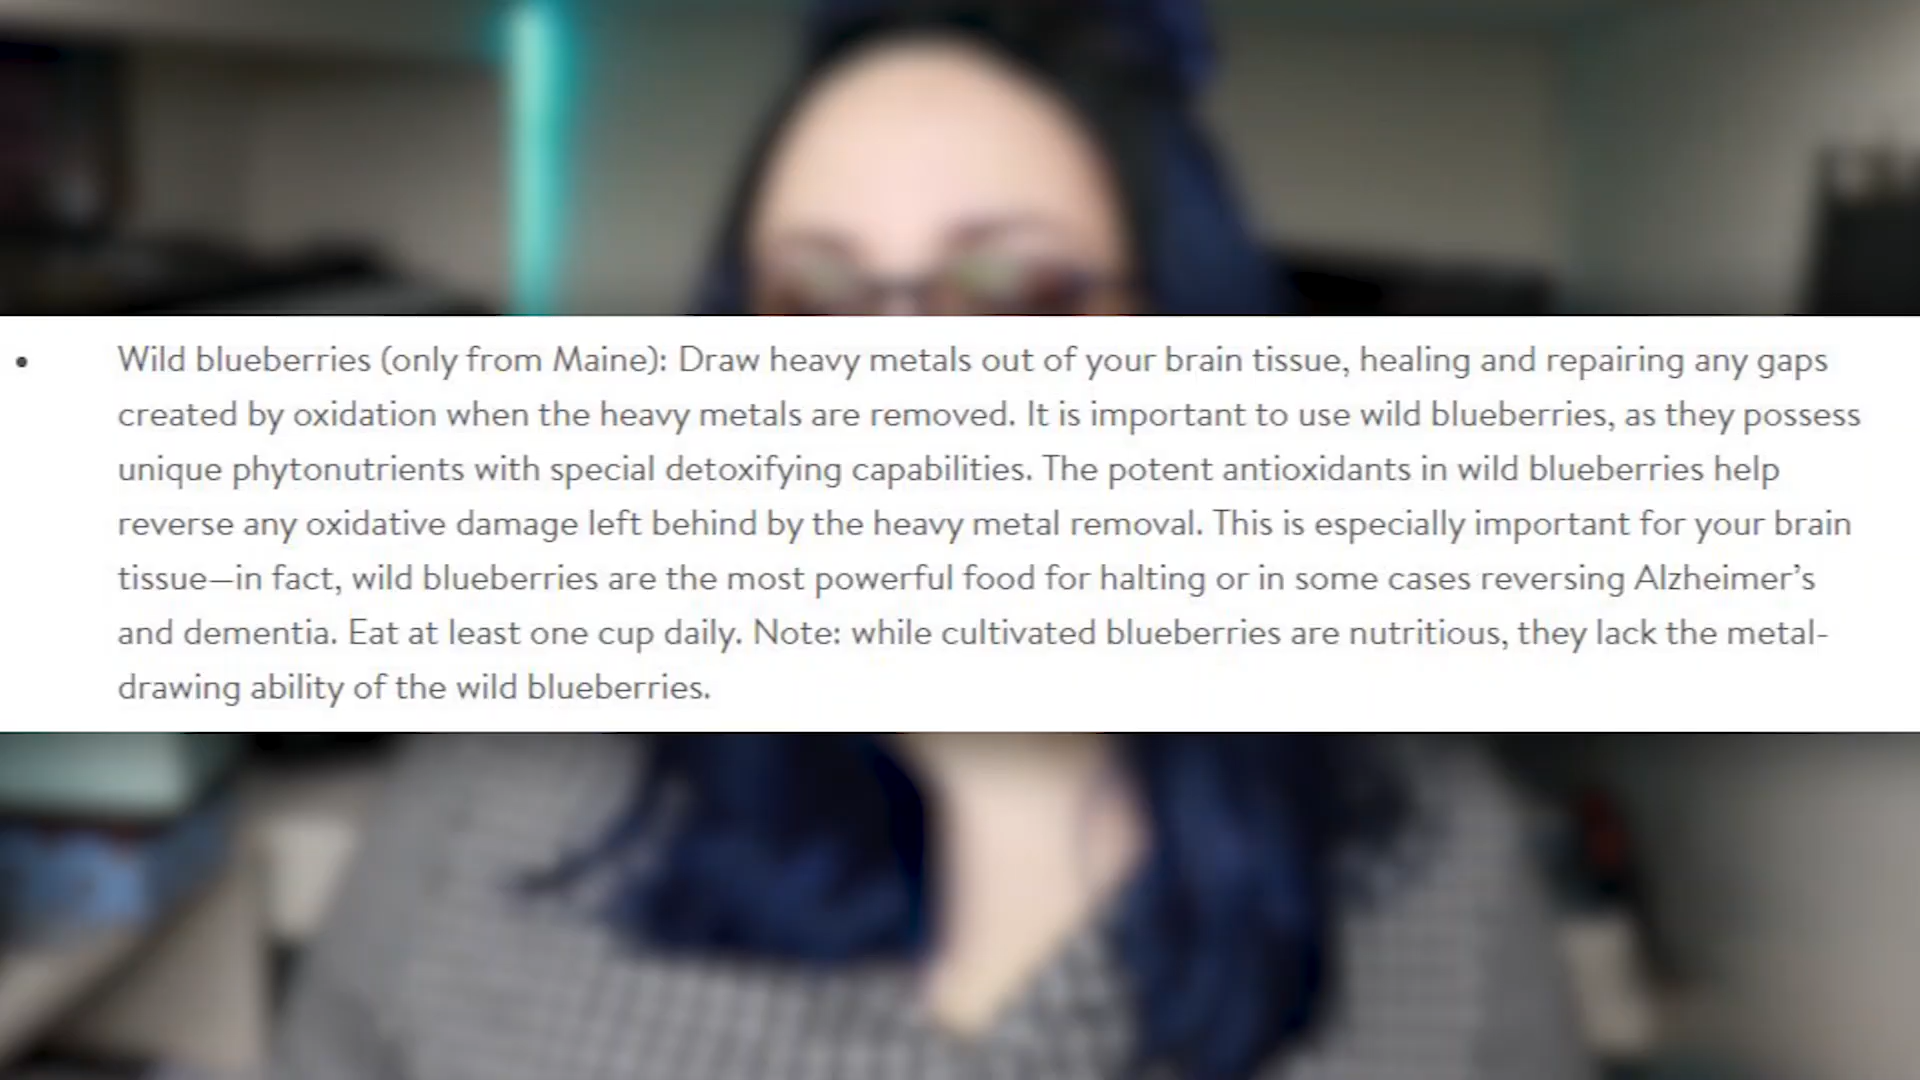 • Wild blueberries (only from Maine): Draw heavy metals out of your brain tissue, healing and repairing any gaps
created by oxidation when the heavy metals are removed. It is important to use wild blueberries, as they possess
unique phytonutrients with special detoxifying capabilities. The potent antioxidants in wild blueberries help
reverse any oxidative damage left behind by the heavy metal removal. This is especially important for your brain
tissue—in fact, wild blueberries are the most powerful food for halting or in some cases reversing Alzheimer’s
and dementia. Eat at least one cup daily. Note: while cultivated blueberries are nutritious, they lack the metal-
drawing ability of the wild blueberries.